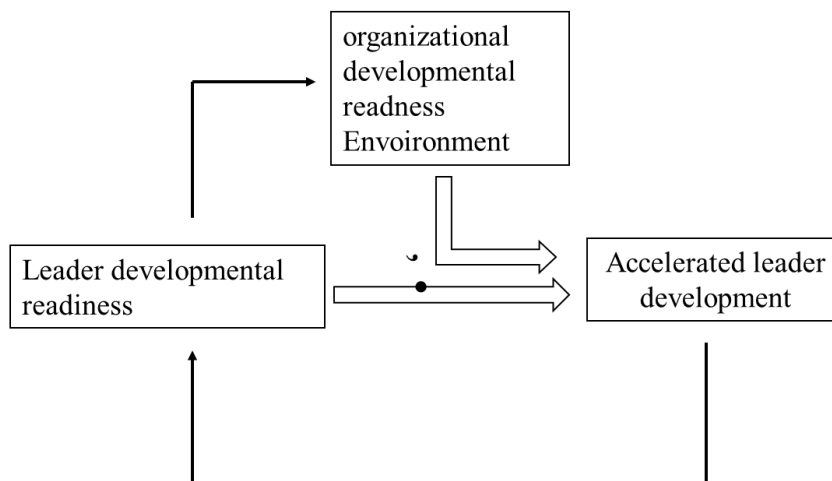 organizational
developmental
readness
Envoironment
Leader developmental
readiness
Accelerated leader
development